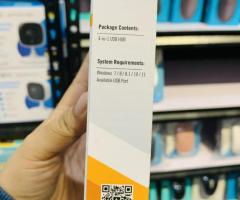 Package Contents:
4-in-1 USB HUB
System Requirements:
Windows 7 / 8 / 8.1 / 10 / 11
Available USB Port